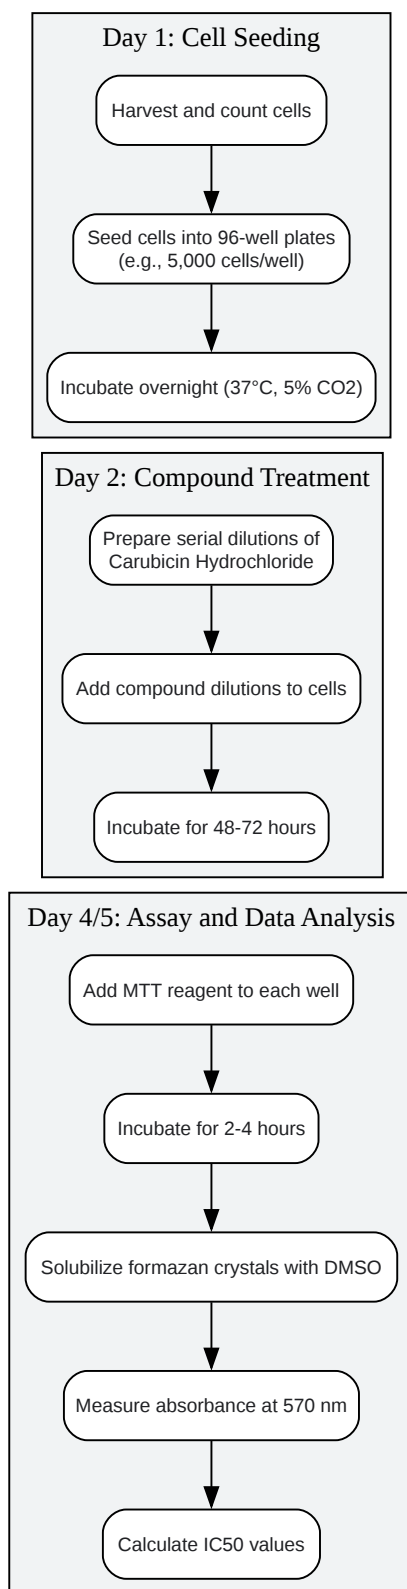 Day 1: Cell Seeding
Harvest and count cells
Seed cells into 96-well plates
(e.g., 5,000 cells/well)
Incubate overnight (37°C, 5% CO2)
Day 2: Compound Treatment
Prepare serial dilutions of
Carubicin Hydrochloride
Add compound dilutions to cells
Incubate for 48-72 hours
Day 4/5: Assay and Data Analysis
Add MTT reagent to each well
Incubate for 2-4 hours
Solubilize formazan crystals with DMSO
Measure absorbance at 570 nm
Calculate IC50 values